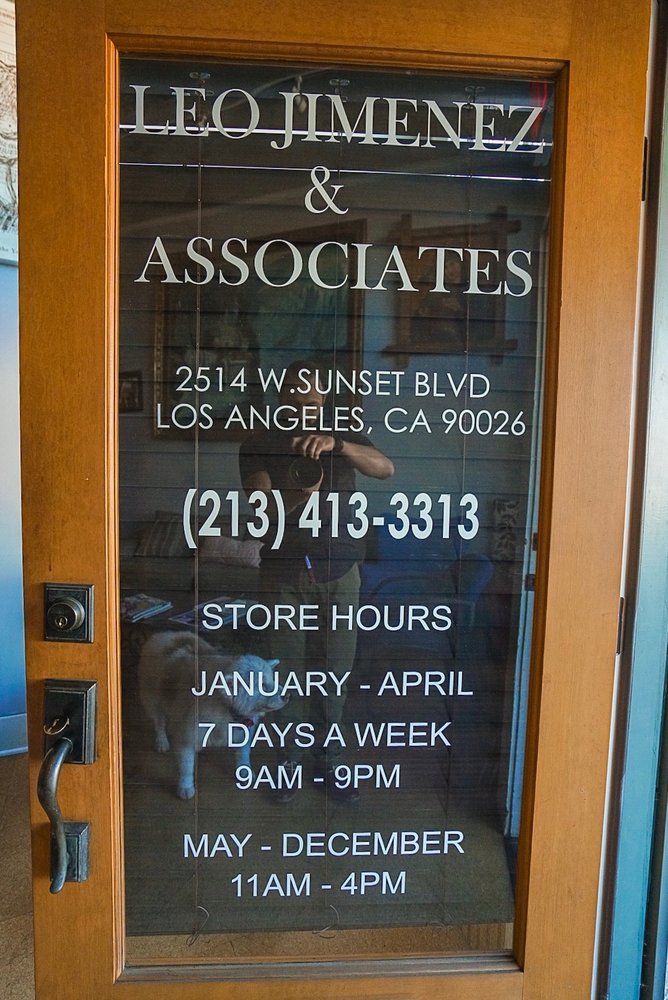 LEO JIMENEZ
&
ASSOCIATES
2514 W.SUNSET BLVD
LOS ANGELES, CA 90026
(213) 413-3313
STORE HOURS
JANUARY - APRIL
7 DAYS A WEEK
9AM - 9PM
MAY - DECEMBER
11AM - 4PM